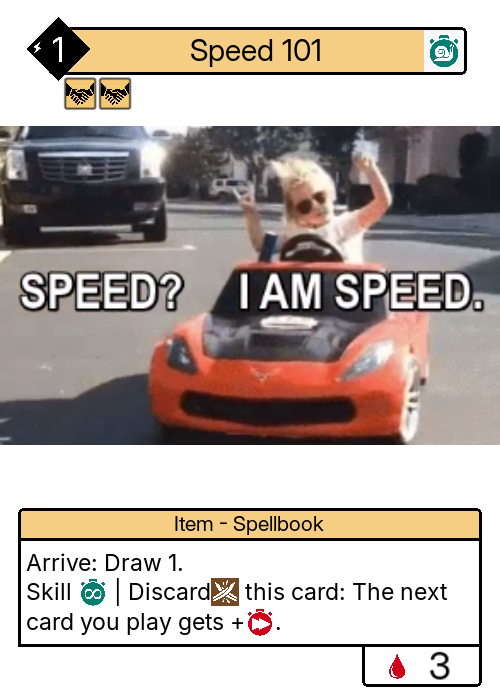 1
Speed 101
SPEED? I AM SPEED.
Item - Spellbook
Arrive: Draw 1.
Skill | Discard this card: The next
card you play gets + .
3